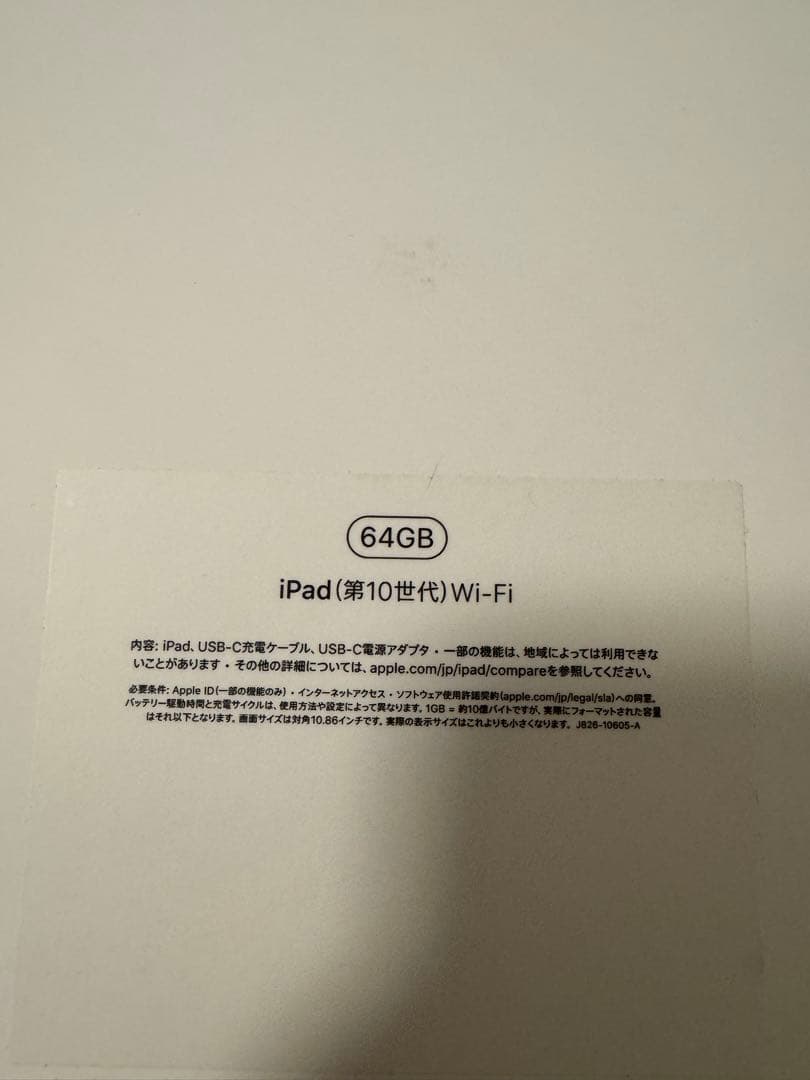 64GB
iPad(第10世代)Wi-Fi
内容: iPad、USB-C充電ケーブル、USB-C電源アダプタ・一部の機能は、地域によっては利用できな
いことがあります・その他の詳細については、apple.com/jp/ipad/compareを参照してください。
必要条件: Apple ID(一部の機能のみ)・インターネットアクセス・ソフトウェア使用許諾契約(apple.com/jp/legal/sla)への同意。
バッテリー駆動時間と充電サイクルは、使用方法や設定によって異なります。1GB = 約10億バイトですが、実際にフォーマットされた容量
はそれ以下となります。画面サイズは対角10.86インチです。実際の表示サイズはこれよりも小さくなります。J826-10605-A